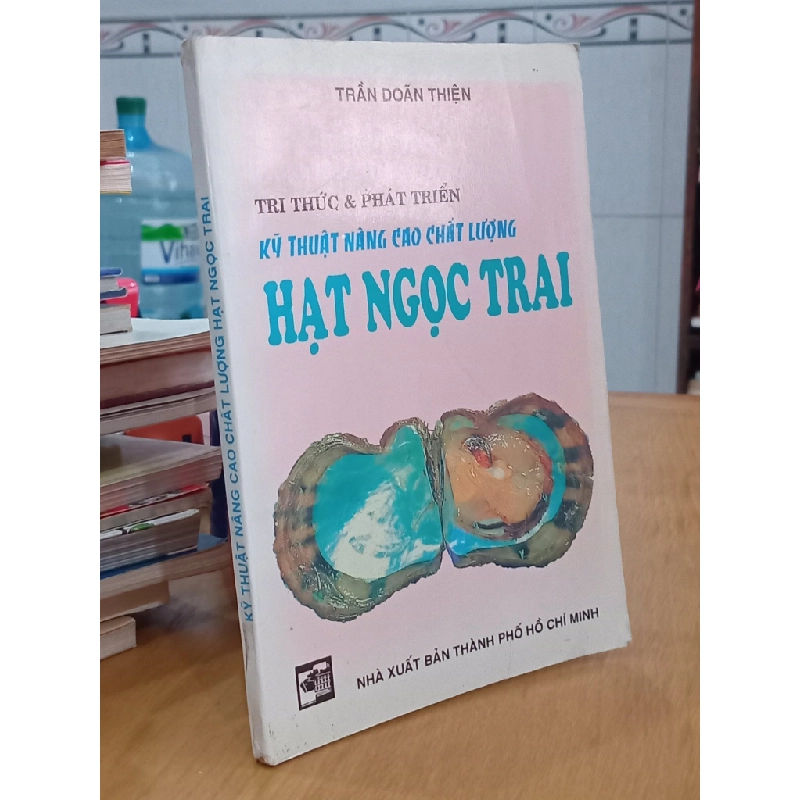 TRẦN DOÃN THIỆN
TRI THỨC & PHÁT TRIỂN
KỸ THUẬT NÂNG CAO CHẤT LƯỢNG
HẠT NGỌC TRAI
NHÀ XUẤT BẢN THÀNH PHỐ HỒ CHÍ MINH
KỸ THUẬT NÂNG CAO CHẤT LƯỢNG HẠT NGỌC TRAI
Viha